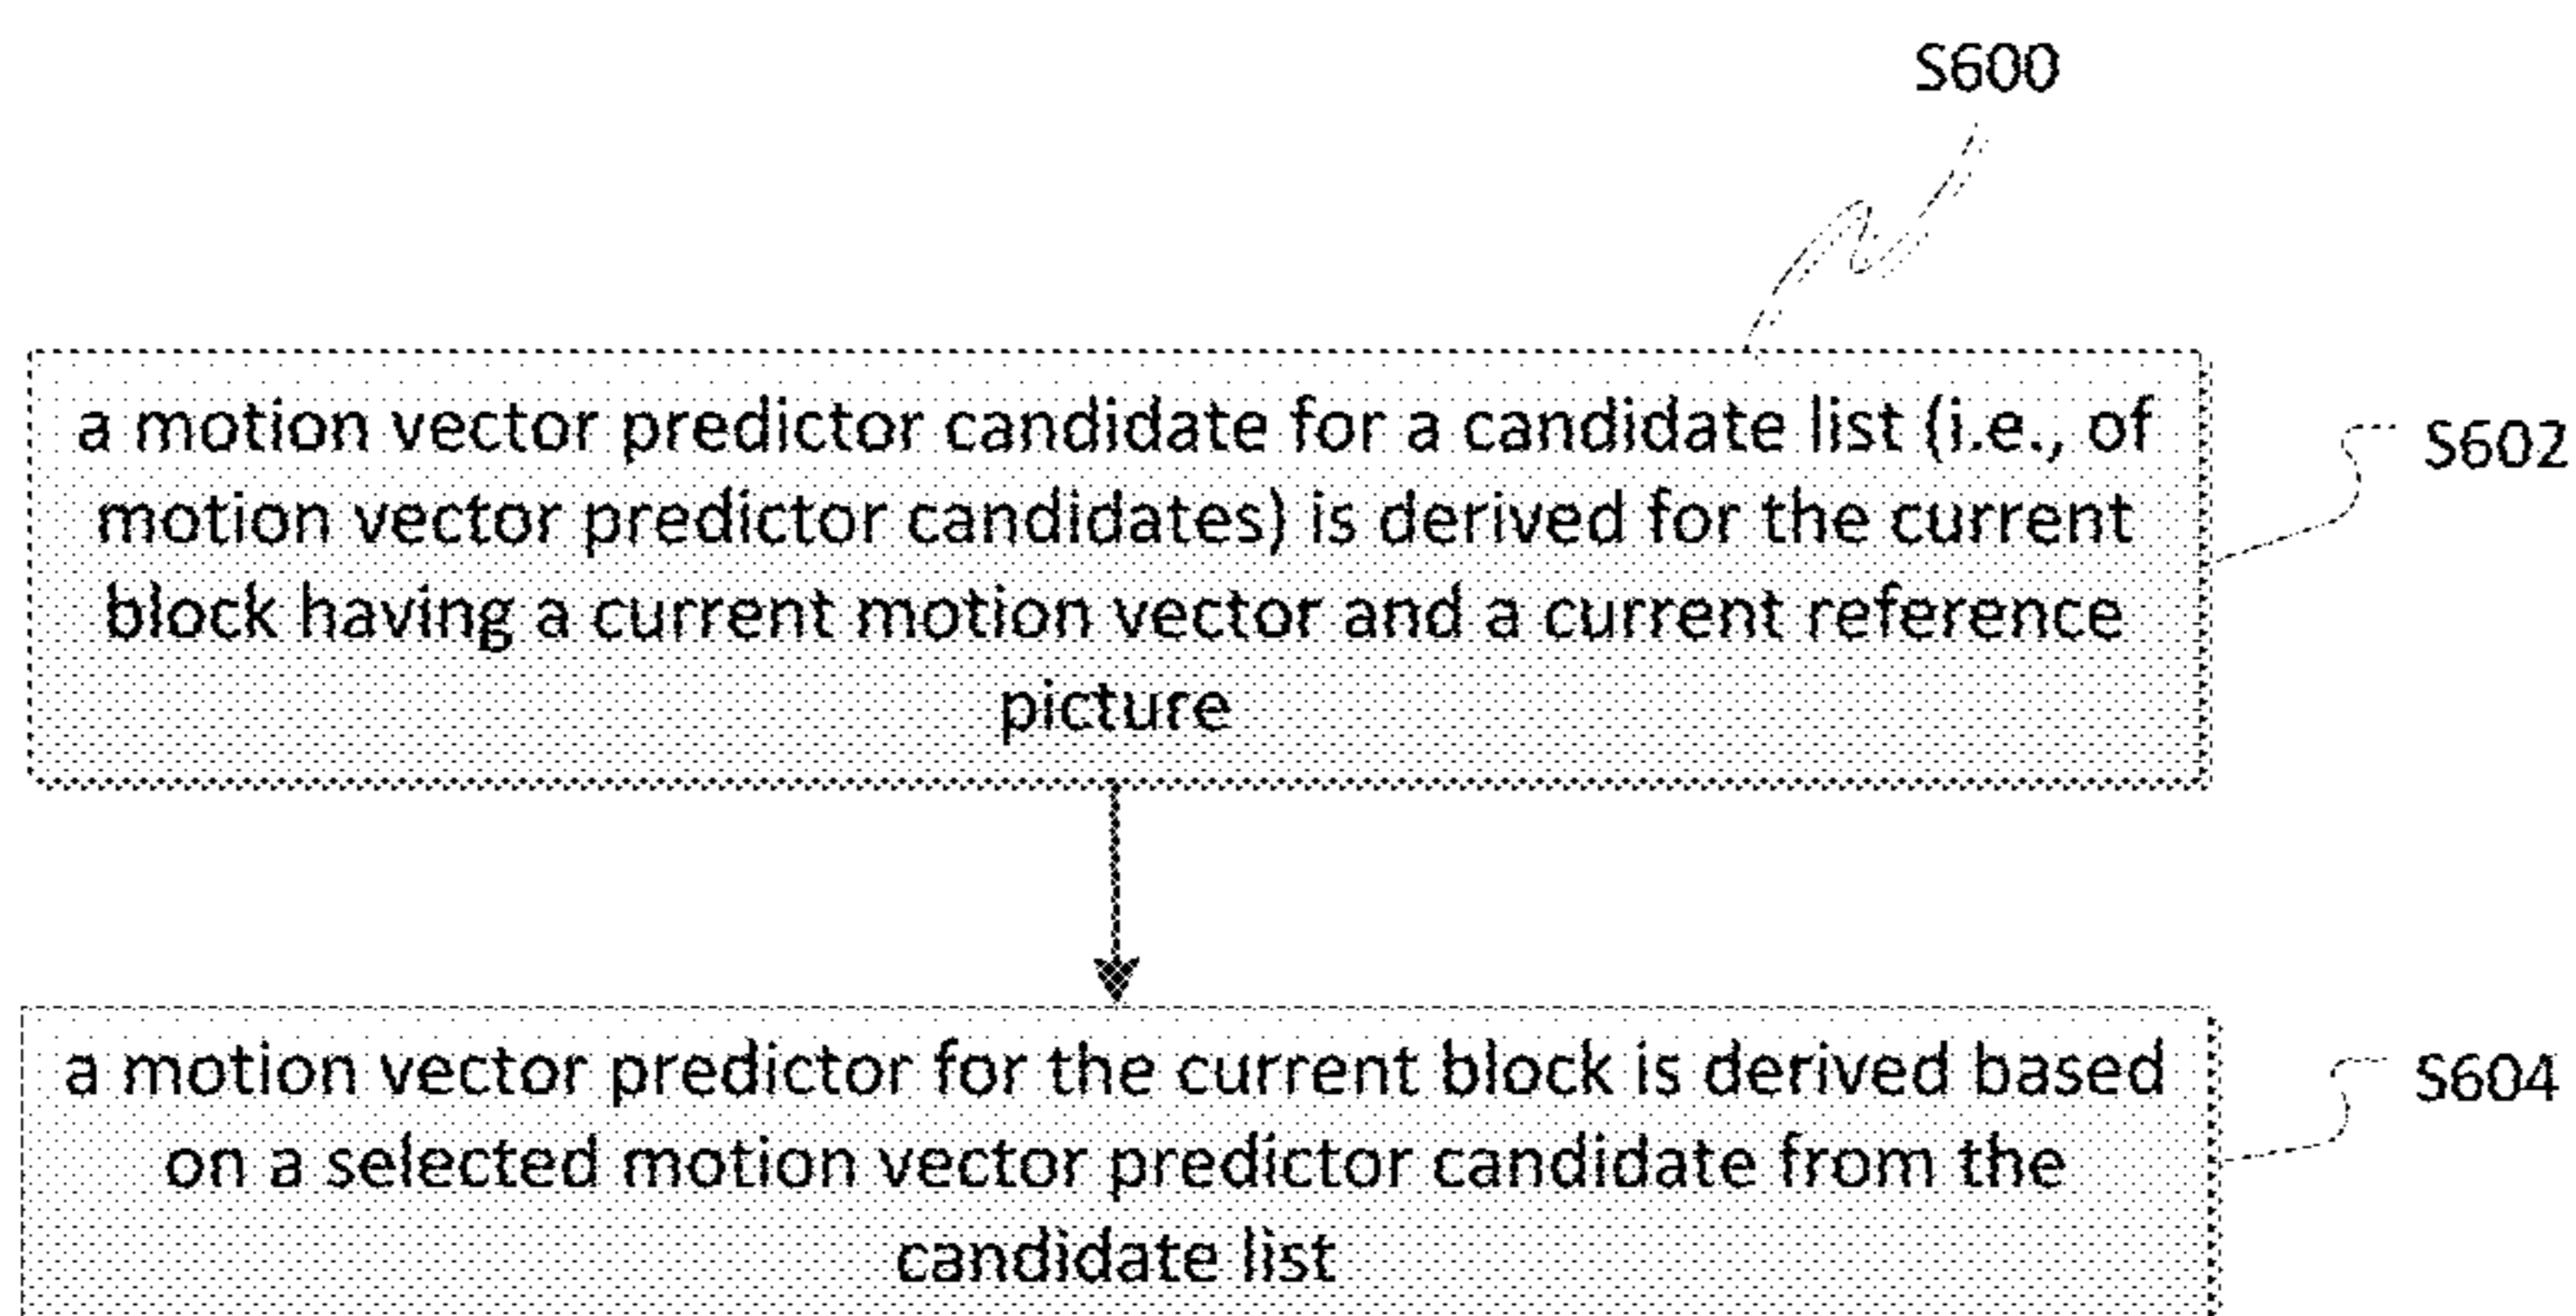 S600
a motion vector predictor candidate for a candidate list (i.e., of
motion vector predictor candidates) is derived for the current
block having a current motion vector and a current reference
picture
S602
a motion vector predictor for the current block is derived based
on a selected motion vector predictor candidate from the
candidate list
S604